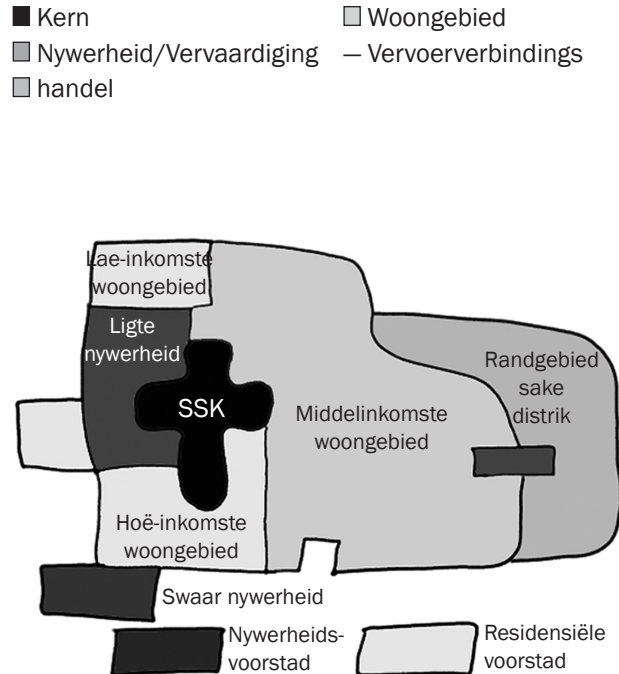 Kern
Woongebied
Nywerheid/Vervaardiging
— Vervoerverbindings
handel
Lae-inkomste
woongebied
Ligte
nywerheid
SSK
Randgebied
sake
distrik
Middelinkomste
woongebied
Hoë-inkomste
woongebied
Swaar nywerheid
Nywerheids-
voorstad
Residensiële
voorstad